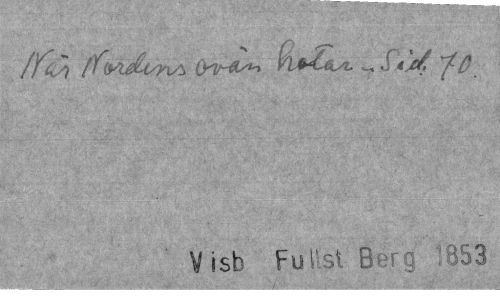 När Nordens ovän hotar - Sid. 70.
Visb Fullst Berg 1853